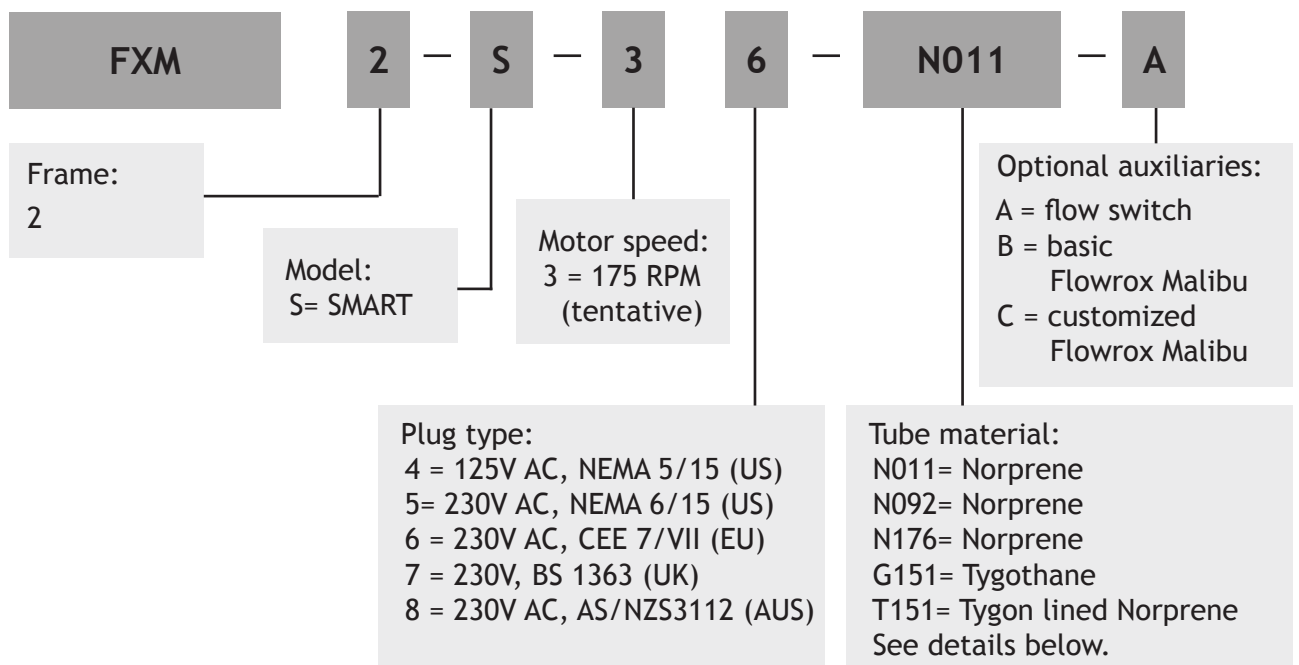 FXM 2 – S – 3 6 – N011 – A
Frame:
2
Model:
S= SMART
Motor speed:
3 = 175 RPM
(tentative)
Optional auxiliaries:
A = flow switch
B = basic
Flowrox Malibu
C = customized
Flowrox Malibu
Plug type:
4 = 125V AC, NEMA 5/15 (US)
5= 230V AC, NEMA 6/15 (US)
6 = 230V AC, CEE 7/VII (EU)
7 = 230V, BS 1363 (UK)
8 = 230V AC, AS/NZS3112 (AUS)
Tube material:
N011= Norprene
N092= Norprene
N176= Norprene
G151= Tygothane
T151= Tygon lined Norprene
See details below.